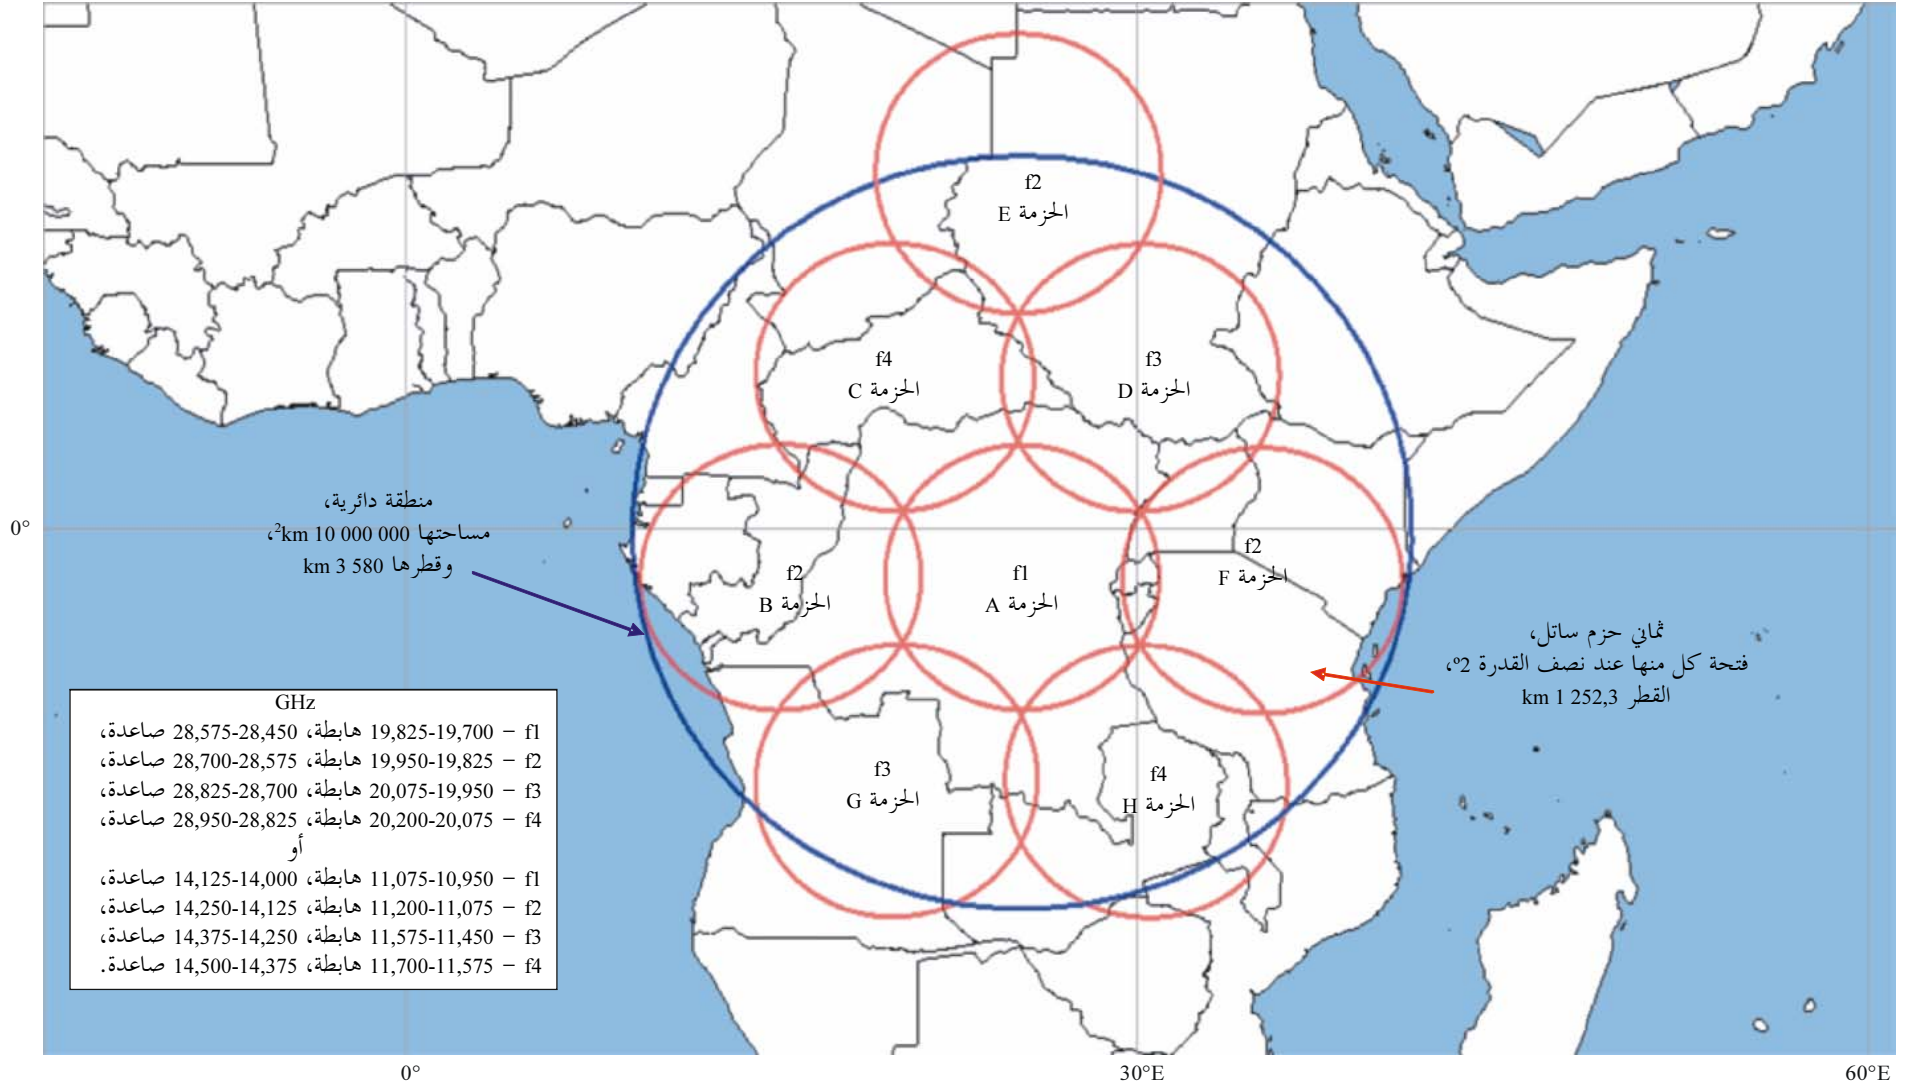 f2
الحزمة E
f4
الحزمة C
f3
الحزمة D
منطقة دائرية،
مساحتها 000 000 10 km²،
وقطرها 580 3 km
0°
f2
الحزمة B
f1
الحزمة A
f2
الحزمة F
ثماني حزم ساتل،
فتحة كل منها عند نصف القدرة 2°،
القطر 252,3 1 km
f3
الحزمة G
f4
الحزمة H
GHz
f1 – 19,825-19,700 هابطة، 28,575-28,450 صاعدة،
f2 – 19,950-19,825 هابطة، 28,700-28,575 صاعدة،
f3 – 20,075-19,950 هابطة، 28,825-28,700 صاعدة،
f4 – 20,200-20,075 هابطة، 28,950-28,825 صاعدة،
أو
f1 – 11,075-10,950 هابطة، 14,125-14,000 صاعدة،
f2 – 11,200-11,075 هابطة، 14,250-14,125 صاعدة،
f3 – 11,575-11,450 هابطة، 14,375-14,250 صاعدة،
f4 – 11,700-11,575 هابطة، 14,500-14,375 صاعدة.
0°
30°E
60°E